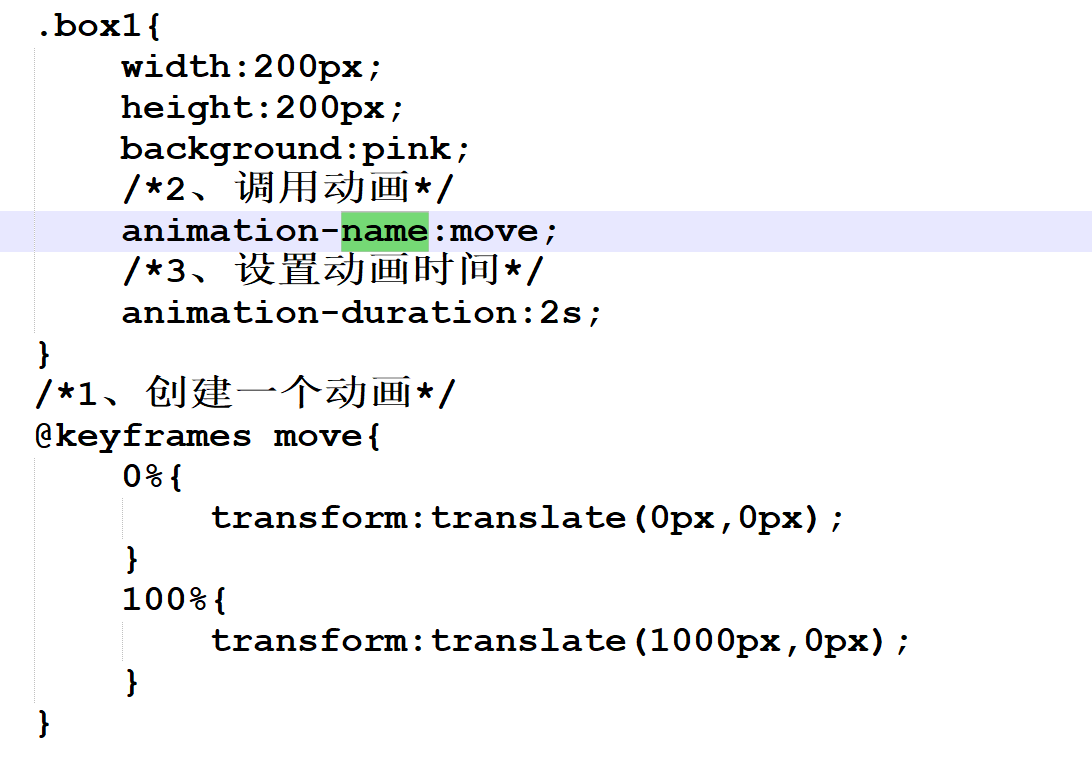 .box1{
    width:200px;
    height:200px;
    background:pink;
    /*2、调用动画*/
    animation-name:move;
    /*3、设置动画时间*/
    animation-duration:2s;
}
/*1、创建一个动画*/
@keyframes move{
    0%{
        transform:translate(0px,0px);
    }
    100%{
        transform:translate(1000px,0px);
    }
}